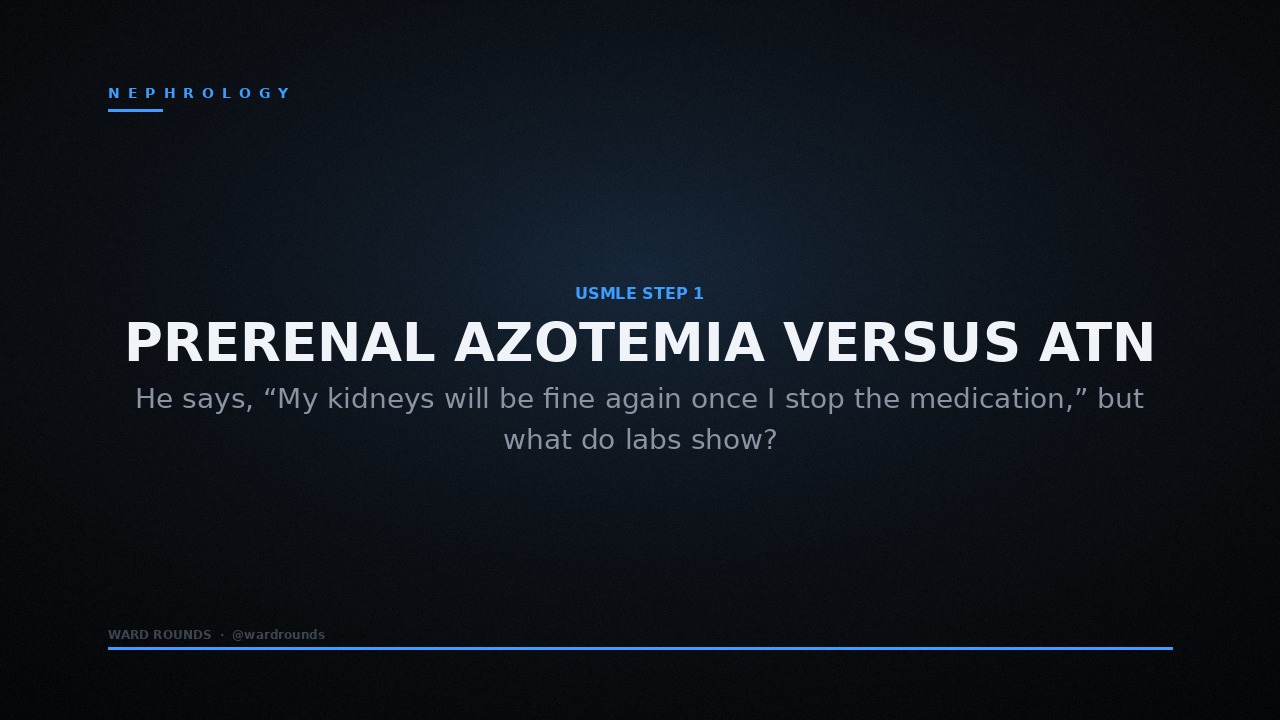 NEPHROLOGY
USMLE STEP 1
PRERENAL AZOTEMIA VERSUS ATN
He says, “My kidneys will be fine again once I stop the medication,” but
what do labs show?
WARD ROUNDS · @wardrounds